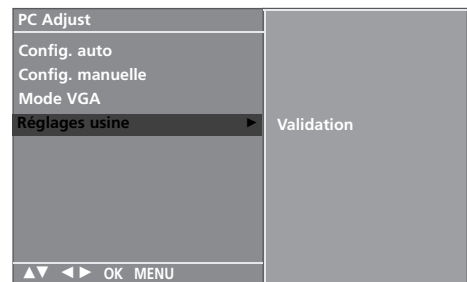 PC Adjust
Config. auto
Config. manuelle
Mode VGA
Réglages usine ►
Validation
▲▼ ◄► OK MENU